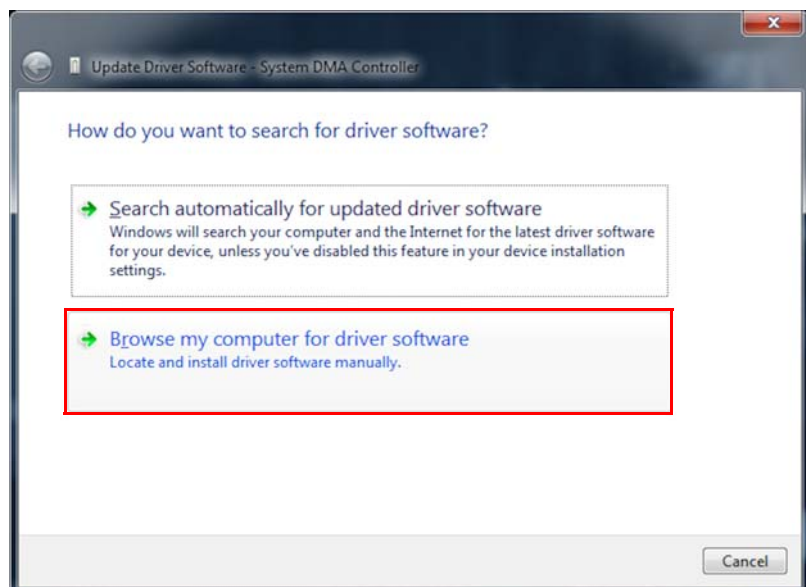 Update Driver Software - System DMA Controller
How do you want to search for driver software?
Search automatically for updated driver software
Windows will search your computer and the Internet for the latest driver software
for your device, unless you've disabled this feature in your device installation
settings.
Browse my computer for driver software
Locate and install driver software manually.
Cancel